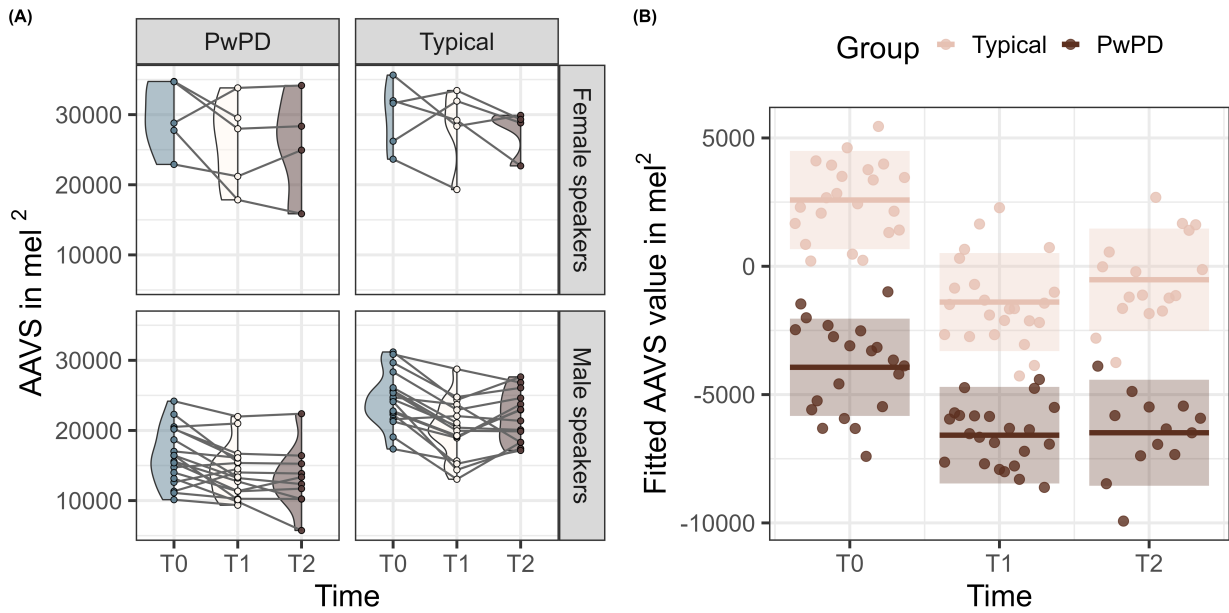 (A)
PwPD
Typical
AAVS in mel ²
30000
20000
10000
Female speakers
30000
20000
10000
Male speakers
T0 T1 T2
T0 T1 T2
Time
(B)
Group Typical PwPD
Fitted AAVS value in mel²
5000
0
-5000
-10000
T0 T1 T2
Time